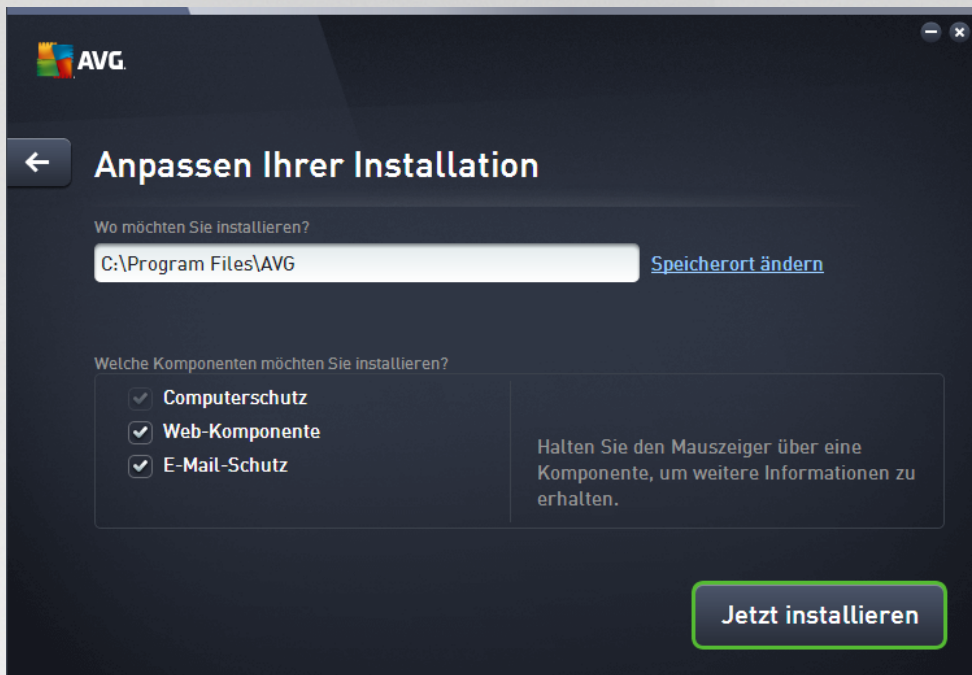 AVG.
Anpassen Ihrer Installation
Wo möchten Sie installieren?
C:\Program Files\AVG
Speicherort ändern
Welche Komponenten möchten Sie installieren?
Computerschutz
Web-Komponente
E-Mail-Schutz
Halten Sie den Mauszeiger über eine
Komponente, um weitere Informationen zu
erhalten.
Jetzt installieren